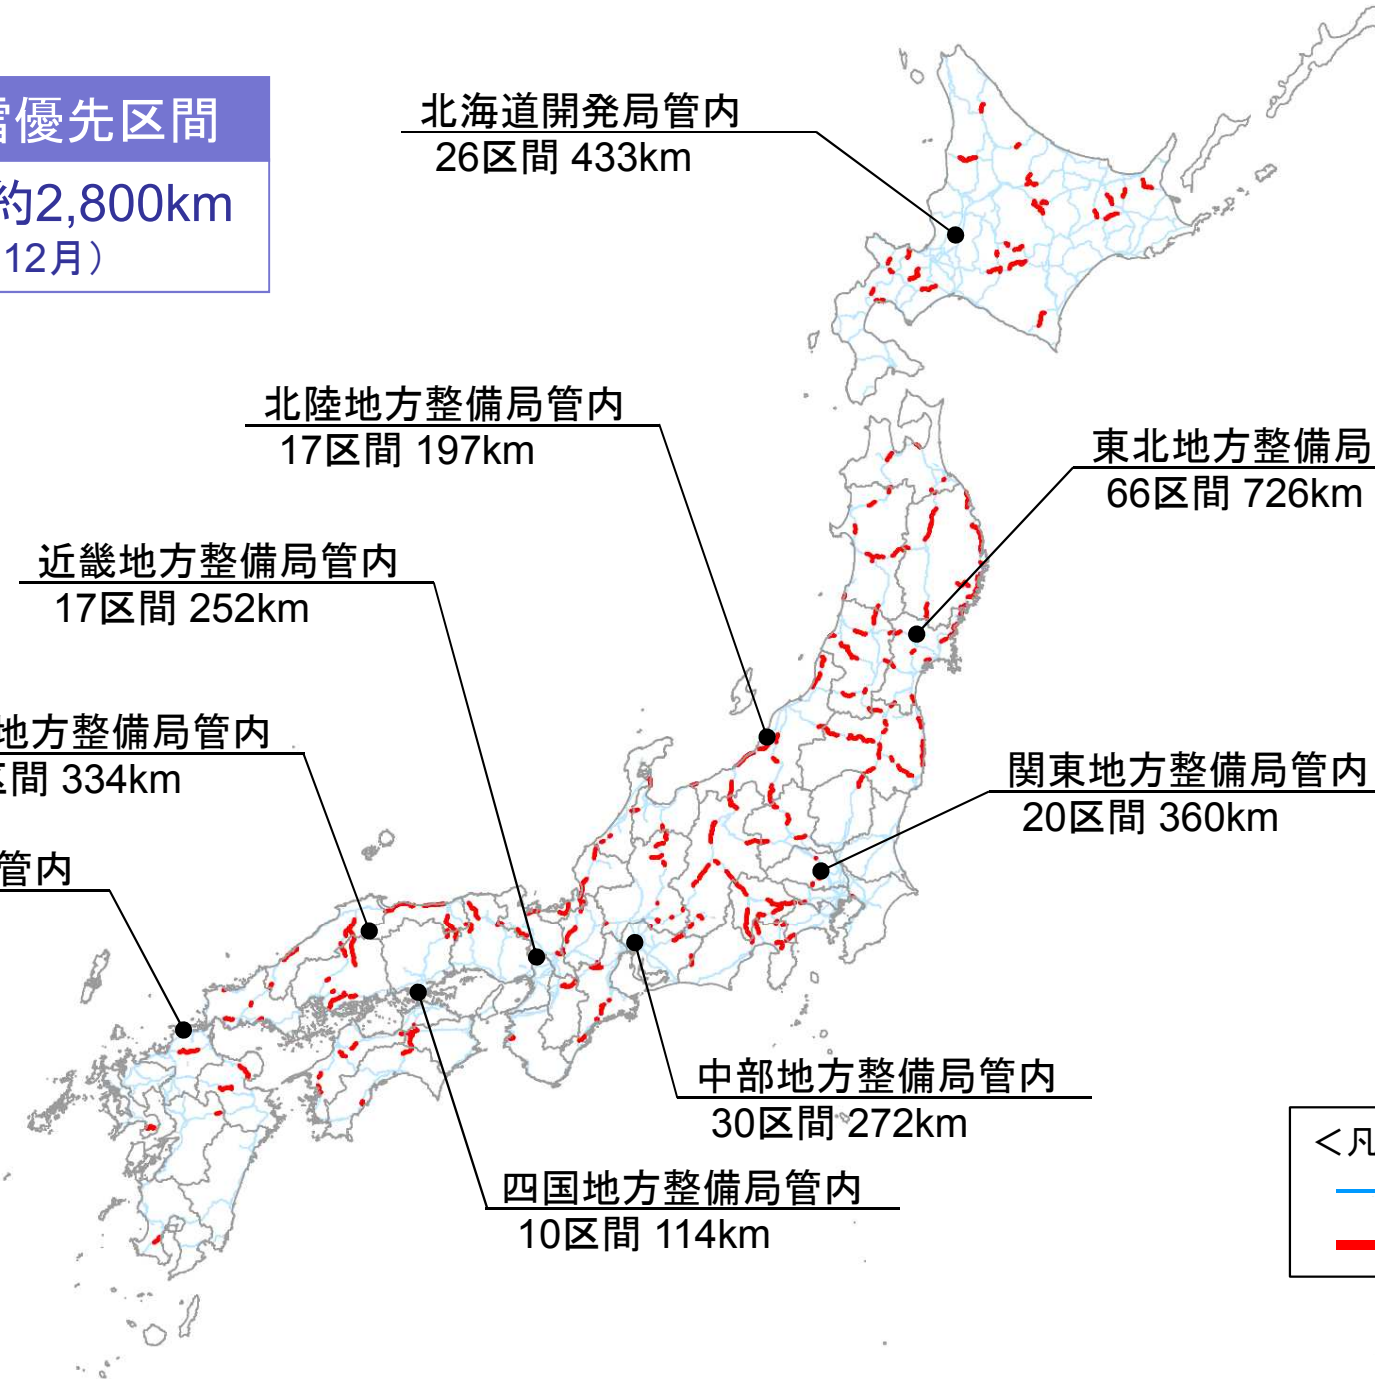 雪優先区間
約2,800km
12月）
北海道開発局管内
26区間 433km
北陸地方整備局管内
17区間 197km
東北地方整備局
66区間 726km
近畿地方整備局管内
17区間 252km
地方整備局管内
区間 334km
関東地方整備局管内
20区間 360km
管内
中部地方整備局管内
30区間 272km
四国地方整備局管内
10区間 114km
＜凡